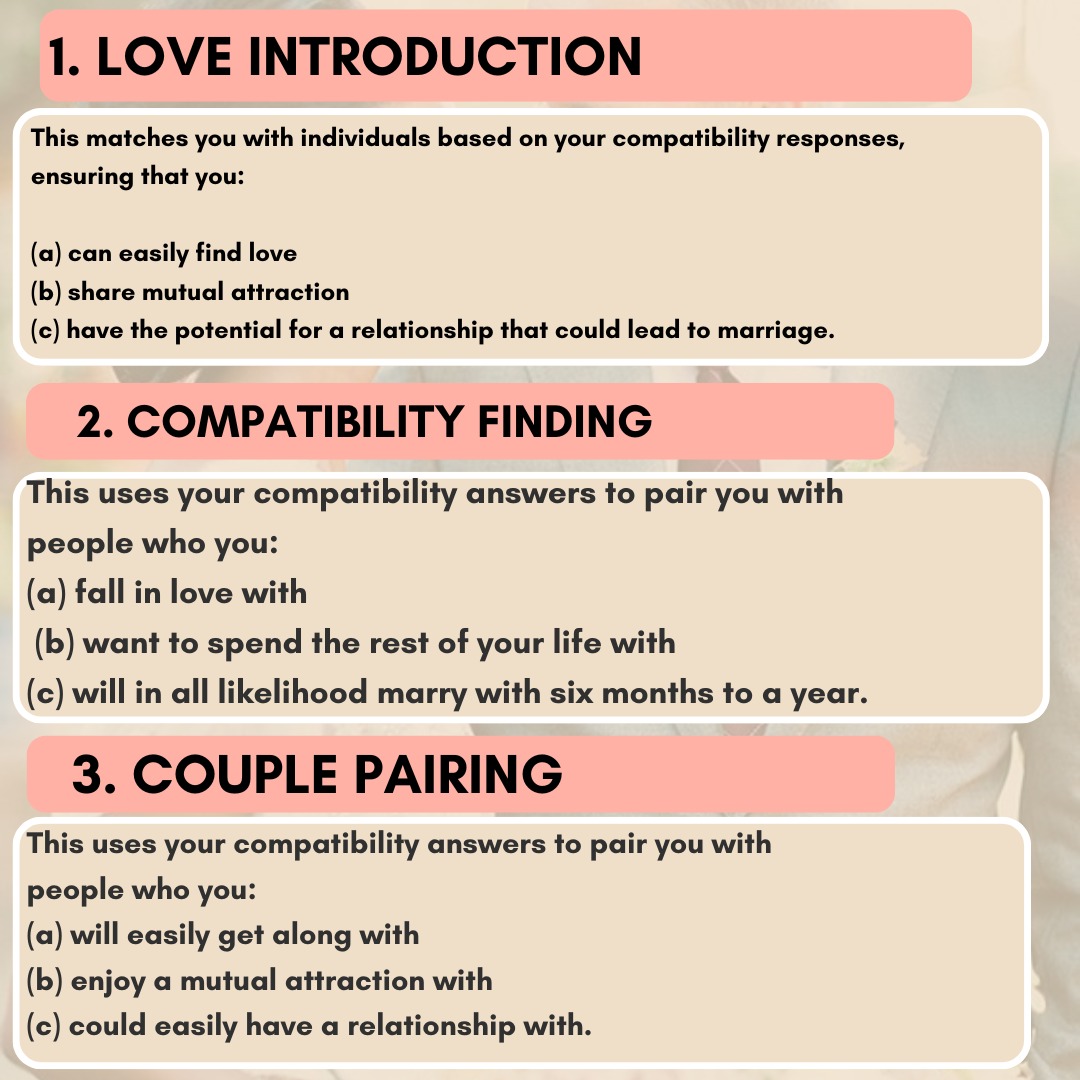 1. LOVE INTRODUCTION
This matches you with individuals based on your compatibility responses,
ensuring that you:
(a) can easily find love
(b) share mutual attraction
(c) have the potential for a relationship that could lead to marriage.
2. COMPATIBILITY FINDING
This uses your compatibility answers to pair you with
people who you:
(a) fall in love with
(b) want to spend the rest of your life with
(c) will in all likelihood marry with six months to a year.
3. COUPLE PAIRING
This uses your compatibility answers to pair you with
people who you:
(a) will easily get along with
(b) enjoy a mutual attraction with
(c) could easily have a relationship with.